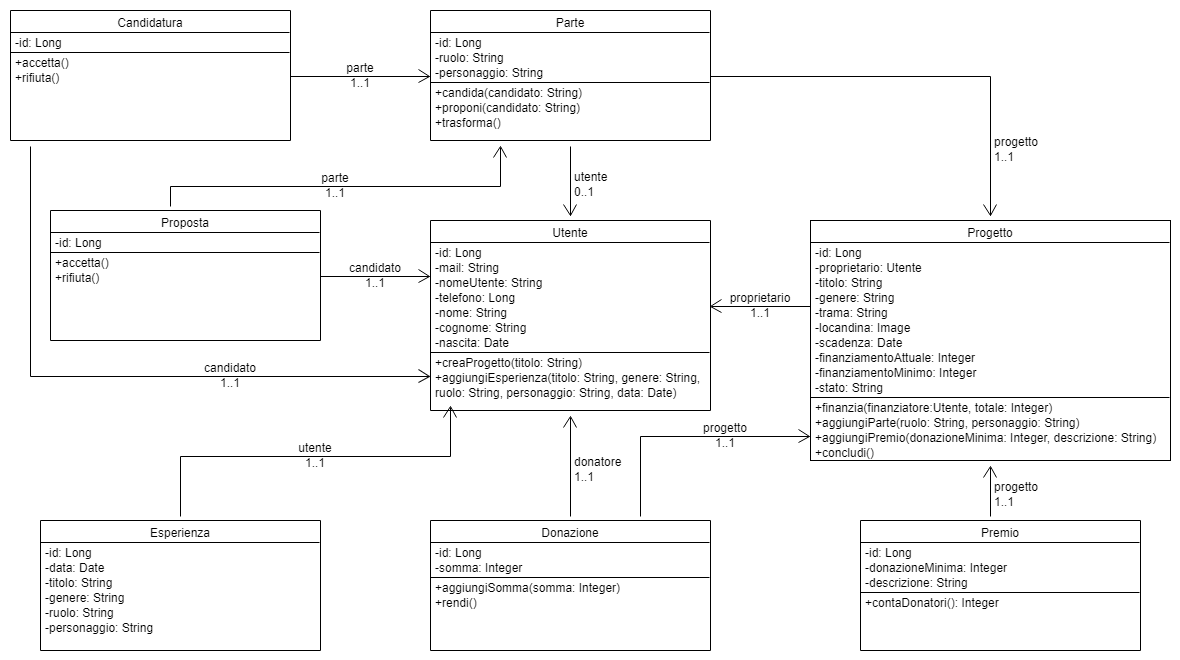 Candidatura
-id: Long
+accetta()
+rifiuta()
parte
1..1
Parte
-id: Long
-ruolo: String
-personaggio: String
+candida(candidato: String)
+proponi(candidato: String)
+trasforma()
progetto
1..1
parte
1..1
utente
0..1
Proposta
-id: Long
+accetta()
+rifiuta()
candidato
1..1
candidato
1..1
Utente
-id: Long
-mail: String
-nomeUtente: String
-telefono: Long
-nome: String
-cognome: String
-nascita: Date
+creaProgetto(titolo: String)
+aggiungiEsperienza(titolo: String, genere: String,
ruolo: String, personaggio: String, data: Date)
proprietario
1..1
Progetto
-id: Long
-proprietario: Utente
-titolo: String
-genere: String
-trama: String
-locandina: Image
-scadenza: Date
-finanziamentoAttuale: Integer
-finanziamentoMinimo: Integer
-stato: String
+finanzia(finanziatore:Utente, totale: Integer)
+aggiungiParte(ruolo: String, personaggio: String)
+aggiungiPremio(donazioneMinima: Integer, descrizione: String)
+concludi()
utente
1..1
donatore
1..1
progetto
1..1
progetto
1..1
Esperienza
-id: Long
-data: Date
-titolo: String
-genere: String
-ruolo: String
-personaggio: String
Donazione
-id: Long
-somma: Integer
+aggiungiSomma(somma: Integer)
+rendi()
Premio
-id: Long
-donazioneMinima: Integer
-descrizione: String
+contaDonatori(): Integer